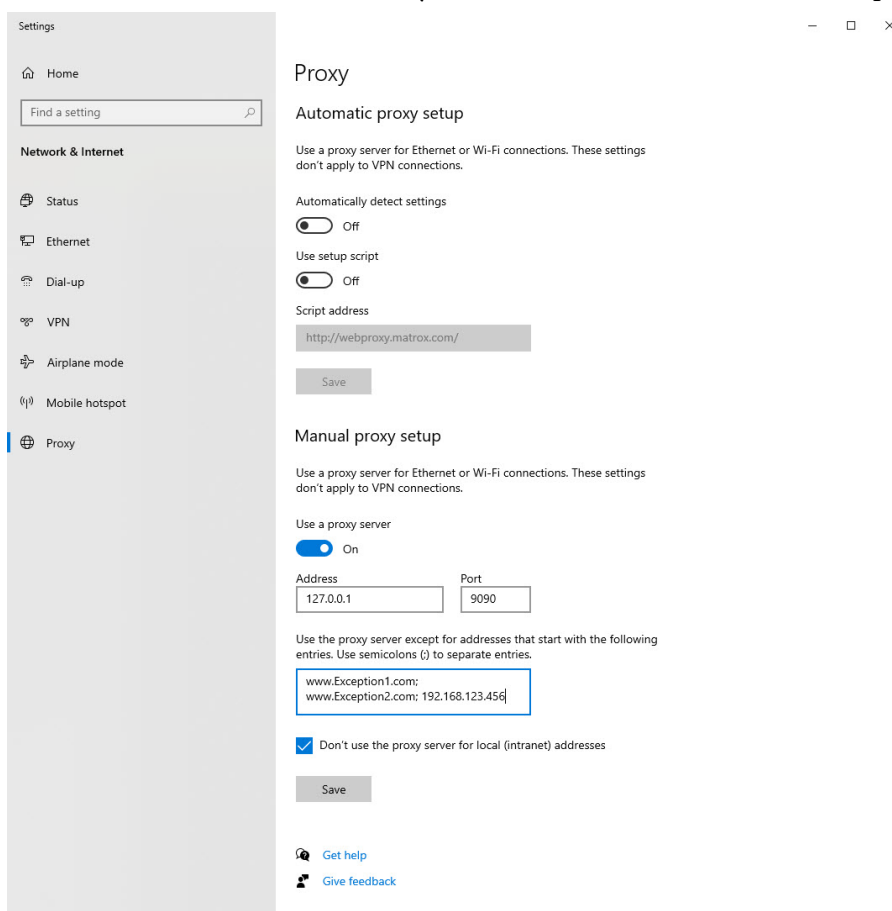 Settings
Home
Find a setting
Network & Internet
Status
Ethernet
Dial-up
VPN
Airplane mode
Mobile hotspot
Proxy
Proxy
Automatic proxy setup
Use a proxy server for Ethernet or Wi-Fi connections. These settings
don't apply to VPN connections.
Automatically detect settings
Off
Use setup script
Off
Script address
http://webproxy.matrox.com/
Save
Manual proxy setup
Use a proxy server for Ethernet or Wi-Fi connections. These settings
don't apply to VPN connections.
Use a proxy server
On
Address Port
127.0.0.1 9090
Use the proxy server except for addresses that start with the following
entries. Use semicolons (;) to separate entries.
www.Exception1.com;
www.Exception2.com; 192.168.123.456
Don't use the proxy server for local (intranet) addresses
Save
Get help
Give feedback